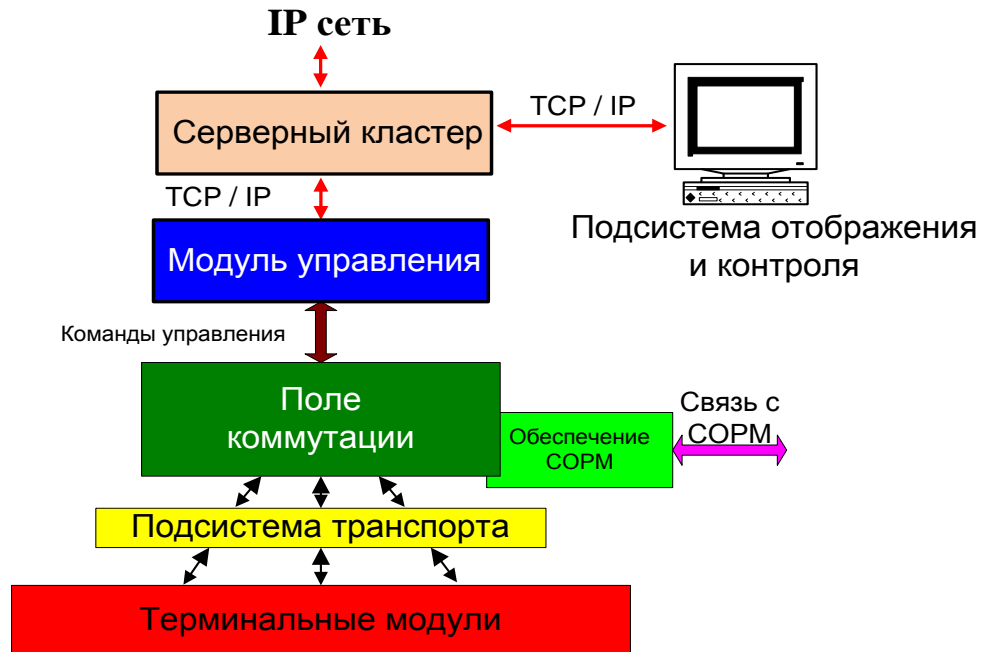 IP сеть
Серверный кластер
TCP / IP
TCP / IP
Подсистема отображения
и контроля
Модуль управления
Команды управления
Поле
коммутации
Обеспечение
СОРМ
Связь с
СОРМ
Подсистема транспорта
Терминальные модули